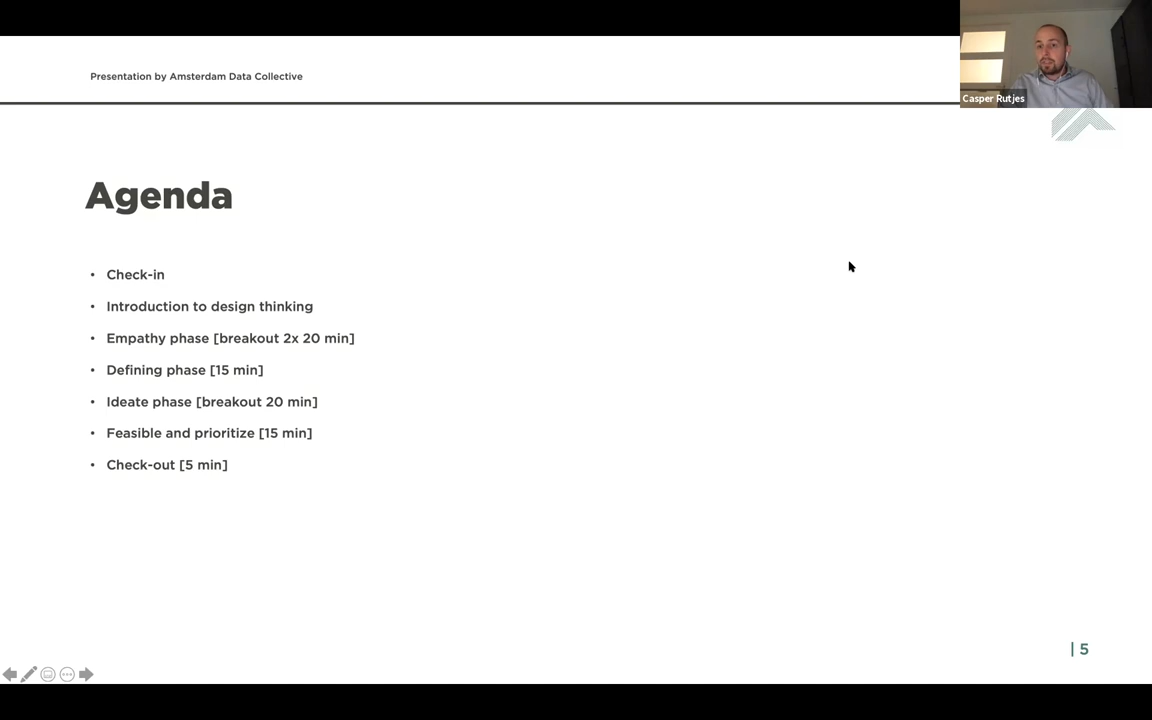 Presentation by Amsterdam Data Collective
Casper Rutjes
Agenda
• Check-in
• Introduction to design thinking
• Empathy phase [breakout 2x 20 min]
• Defining phase [15 min]
• Ideate phase [breakout 20 min]
• Feasible and prioritize [15 min]
• Check-out [5 min]
| 5